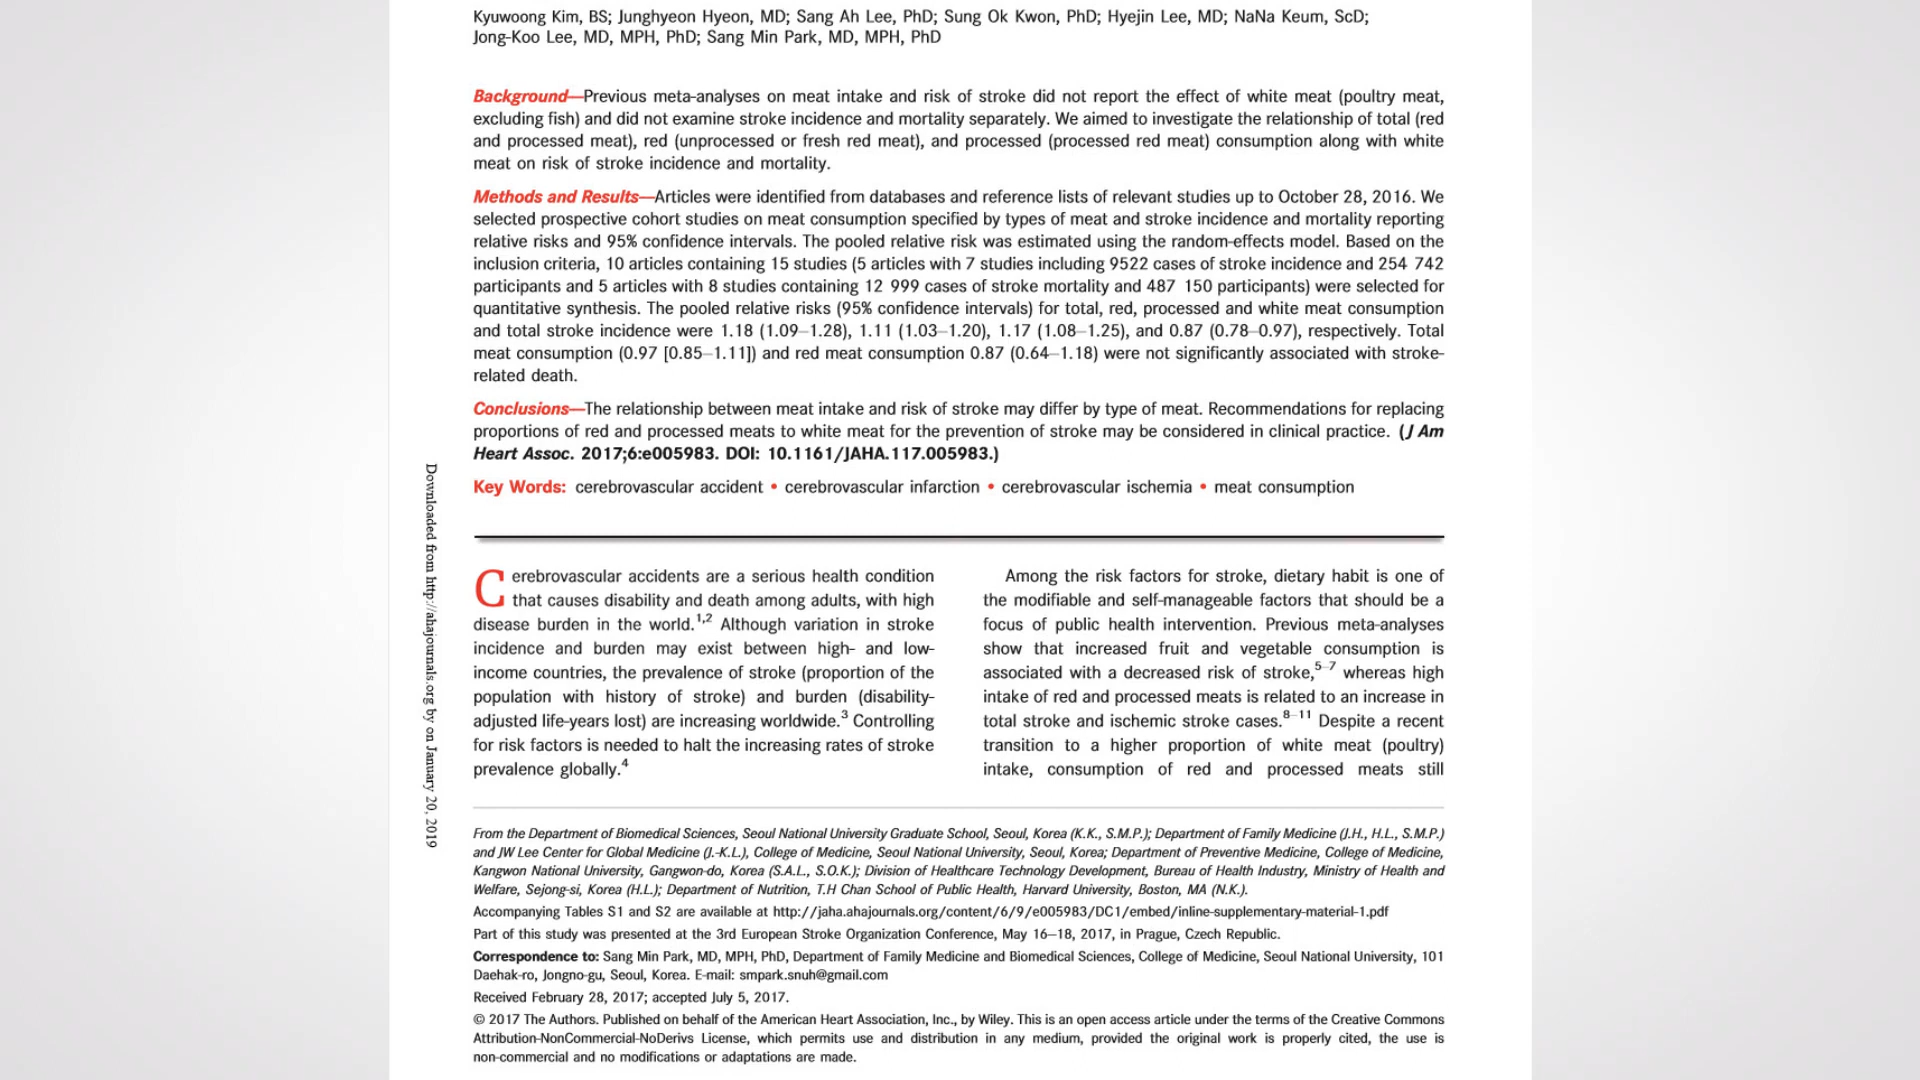 Kyuwoong Kim, BS; Junghyeon Hyeon, MD; Sang Ah Lee, PhD; Sung Ok Kwon, PhD; Hyejin Lee, MD; NaNa Keum, ScD;
Jong-Koo Lee, MD, MPH, PhD; Sang Min Park, MD, MPH, PhD
Background—Previous meta-analyses on meat intake and risk of stroke did not report the effect of white meat (poultry meat,
excluding fish) and did not examine stroke incidence and mortality separately. We aimed to investigate the relationship of total (red
and processed meat), red (unprocessed or fresh red meat), and processed (processed red meat) consumption along with white
meat on risk of stroke incidence and mortality.
Methods and Results—Articles were identified from databases and reference lists of relevant studies up to October 28, 2016. We
selected prospective cohort studies on meat consumption specified by types of meat and stroke incidence and mortality reporting
relative risks and 95% confidence intervals. The pooled relative risk was estimated using the random-effects model. Based on the
inclusion criteria, 10 articles containing 15 studies (5 articles with 7 studies including 9522 cases of stroke incidence and 254 742
participants and 5 articles with 8 studies containing 12 999 cases of stroke mortality and 487 150 participants) were selected for
quantitative synthesis. The pooled relative risks (95% confidence intervals) for total, red, processed and white meat consumption
and total stroke incidence were 1.18 (1.09–1.28), 1.11 (1.03–1.20), 1.17 (1.08–1.25), and 0.87 (0.78–0.97), respectively. Total
meat consumption (0.97 [0.85–1.11]) and red meat consumption 0.87 (0.64–1.18) were not significantly associated with stroke-
related death.
Conclusions—The relationship between meat intake and risk of stroke may differ by type of meat. Recommendations for replacing
proportions of red and processed meats to white meat for the prevention of stroke may be considered in clinical practice. (J Am
Heart Assoc. 2017;6:e005983. DOI: 10.1161/JAHA.117.005983.)
Key Words: cerebrovascular accident • cerebrovascular infarction • cerebrovascular ischemia • meat consumption
Cerebrovascular accidents are a serious health condition
that causes disability and death among adults, with high
disease burden in the world.1,2 Although variation in stroke
incidence and burden may exist between high- and low-
income countries, the prevalence of stroke (proportion of the
population with history of stroke) and burden (disability-
adjusted life-years lost) are increasing worldwide.3 Controlling
for risk factors is needed to halt the increasing rates of stroke
prevalence globally.4
Among the risk factors for stroke, dietary habit is one of
the modifiable and self-manageable factors that should be a
focus of public health intervention. Previous meta-analyses
show that increased fruit and vegetable consumption is
associated with a decreased risk of stroke,5–7 whereas high
intake of red and processed meats is related to an increase in
total stroke and ischemic stroke cases.8–11 Despite a recent
transition to a higher proportion of white meat (poultry)
intake, consumption of red and processed meats still
From the Department of Biomedical Sciences, Seoul National University Graduate School, Seoul, Korea (K.K., S.M.P.); Department of Family Medicine (J.H., H.L., S.M.P.)
and JW Lee Center for Global Medicine (J.-K.L.), College of Medicine, Seoul National University, Seoul, Korea; Department of Preventive Medicine, College of Medicine,
Kangwon National University, Gangwon-do, Korea (S.A.L., S.O.K.); Division of Healthcare Technology Development, Bureau of Health Industry, Ministry of Health and
Welfare, Sejong-si, Korea (H.L.); Department of Nutrition, T.H Chan School of Public Health, Harvard University, Boston, MA (N.K.).
Accompanying Tables S1 and S2 are available at http://jaha.ahajournals.org/content/6/9/e005983/DC1/embed/inline-supplementary-material-1.pdf
Part of this study was presented at the 3rd European Stroke Organization Conference, May 16–18, 2017, in Prague, Czech Republic.
Correspondence to: Sang Min Park, MD, MPH, PhD, Department of Family Medicine and Biomedical Sciences, College of Medicine, Seoul National University, 101
Daehak-ro, Jongno-gu, Seoul, Korea. E-mail: smpark.snuh@gmail.com
Received February 28, 2017; accepted July 5, 2017.
© 2017 The Authors. Published on behalf of the American Heart Association, Inc., by Wiley. This is an open access article under the terms of the Creative Commons
Attribution-NonCommercial-NoDerivs License, which permits use and distribution in any medium, provided the original work is properly cited, the use is
non-commercial and no modifications or adaptations are made.
Downloaded from http://ahajournals.org by on January 20, 2019